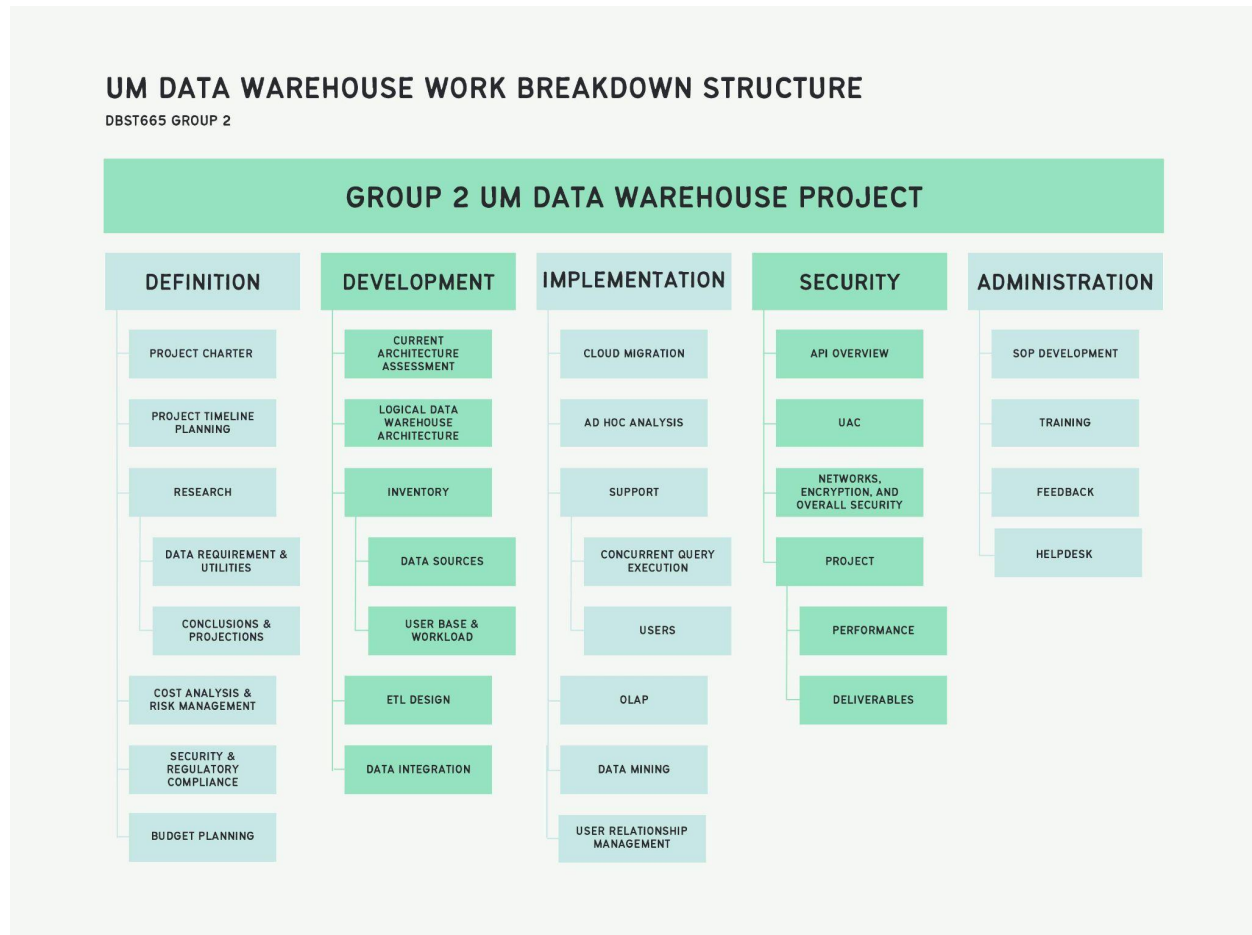 UM DATA WAREHOUSE WORK BREAKDOWN STRUCTURE
DBST665 GROUP 2
GROUP 2 UM DATA WAREHOUSE PROJECT
DEFINITION
PROJECT CHARTER
PROJECT TIMELINE
PLANNING
RESEARCH
DATA REQUIREMENT &
UTILITIES
CONCLUSIONS &
PROJECTIONS
COST ANALYSIS &
RISK MANAGEMENT
SECURITY &
REGULATORY
COMPLIANCE
BUDGET PLANNING
DEVELOPMENT
CURRENT
ARCHITECTURE
ASSESSMENT
LOGICAL DATA
WAREHOUSE
ARCHITECTURE
INVENTORY
DATA SOURCES
USER BASE &
WORKLOAD
ETL DESIGN
DATA INTEGRATION
IMPLEMENTATION
CLOUD MIGRATION
AD HOC ANALYSIS
SUPPORT
CONCURRENT QUERY
EXECUTION
USERS
OLAP
DATA MINING
USER RELATIONSHIP
MANAGEMENT
SECURITY
API OVERVIEW
UAC
NETWORKS,
ENCRYPTION, AND
OVERALL SECURITY
PROJECT
PERFORMANCE
DELIVERABLES
ADMINISTRATION
SOP DEVELOPMENT
TRAINING
FEEDBACK
HELPDESK